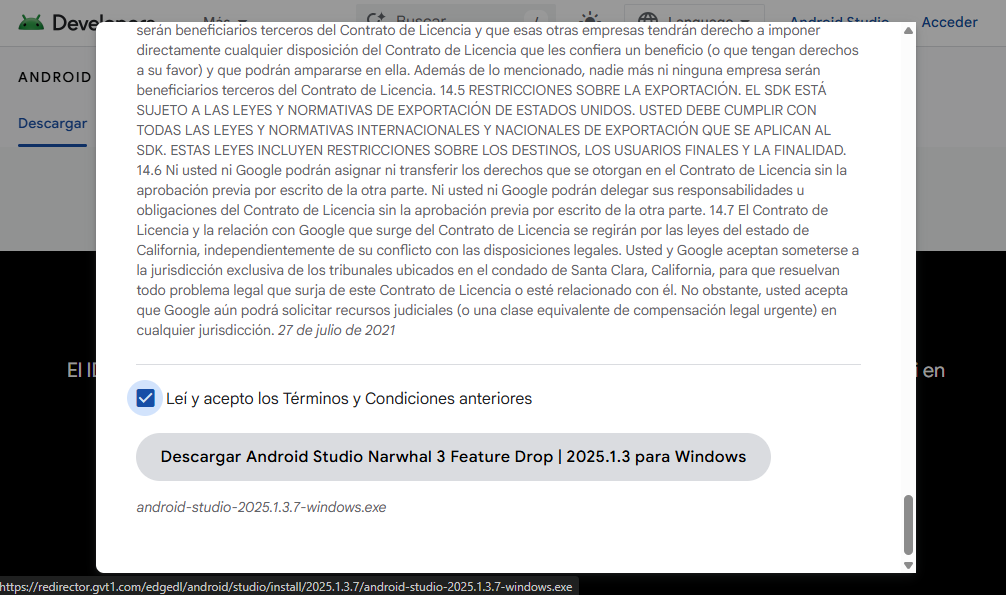 Developers
Más
Buscar
/
Language
Android Studio
Acceder
ANDROID
Descargar
serán beneficiarios terceros del Contrato de Licencia y que esas otras empresas tendrán derecho a imponer
directamente cualquier disposición del Contrato de Licencia que les confiera un beneficio (o que tengan derechos
a su favor) y que podrán ampararse en ella. Además de lo mencionado, nadie más ni ninguna empresa serán
beneficiarios terceros del Contrato de Licencia. 14.5 RESTRICCIONES SOBRE LA EXPORTACIÓN. EL SDK ESTÁ
SUJETO A LAS LEYES Y NORMATIVAS DE EXPORTACIÓN DE ESTADOS UNIDOS. USTED DEBE CUMPLIR CON
TODAS LAS LEYES Y NORMATIVAS INTERNACIONALES Y NACIONALES DE EXPORTACIÓN QUE SE APLICAN AL
SDK. ESTAS LEYES INCLUYEN RESTRICCIONES SOBRE LOS DESTINOS, LOS USUARIOS FINALES Y LA FINALIDAD.
14.6 Ni usted ni Google podrán asignar ni transferir los derechos que se otorgan en el Contrato de Licencia sin la
aprobación previa por escrito de la otra parte. Ni usted ni Google podrán delegar sus responsabilidades u
obligaciones del Contrato de Licencia sin la aprobación previa por escrito de la otra parte. 14.7 El Contrato de
Licencia y la relación con Google que surge del Contrato de Licencia se regirán por las leyes del estado de
California, independientemente de su conflicto con las disposiciones legales. Usted y Google aceptan someterse a
la jurisdicción exclusiva de los tribunales ubicados en el condado de Santa Clara, California, para que resuelvan
todo problema legal que surja de este Contrato de Licencia o esté relacionado con él. No obstante, usted acepta
que Google aún podrá solicitar recursos judiciales (o una clase equivalente de compensación legal urgente) en
cualquier jurisdicción. 27 de julio de 2021
El
en
Leí y acepto los Términos y Condiciones anteriores
Descargar Android Studio Narwhal 3 Feature Drop | 2025.1.3 para Windows
android-studio-2025.1.3.7-windows.exe
https://redirector.gvt1.com/edgedl/android/studio/install/2025.1.3.7/android-studio-2025.1.3.7-windows.exe